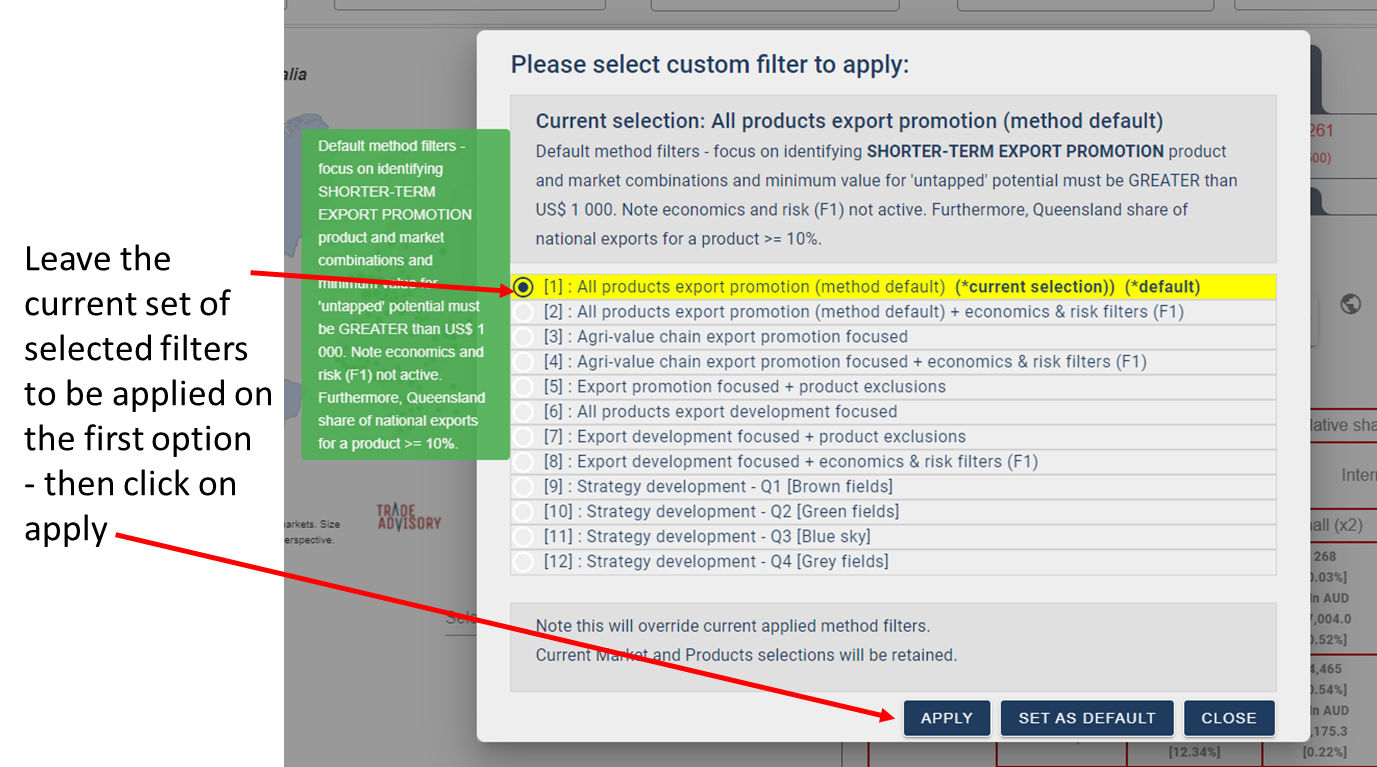 alia
Please select custom filter to apply:
Current selection: All products export promotion (method default)
Default method filters - focus on identifying SHORTER-TERM EXPORT PROMOTION product
and market combinations and minimum value for 'untapped' potential must be GREATER than
US$ 1 000. Note economics and risk (F1) not active. Furthermore, Queensland share of
national exports for a product >= 10%.
Default method filters -
focus on identifying
SHORTER-TERM
EXPORT PROMOTION
product and market
combinations and
minimum value for
'untapped' potential must
be GREATER than US$ 1
000. Note economics and
risk (F1) not active.
Furthermore, Queensland
share of national exports
for a product >= 10%.
Leave the
current set of
selected filters
to be applied on
the first option
- then click on
apply
[1] : All products export promotion (method default) (*current selection)) (*default)
[2] : All products export promotion (method default) + economics & risk filters (F1)
[3] : Agri-value chain export promotion focused
[4] : Agri-value chain export promotion focused + economics & risk filters (F1)
[5] : Export promotion focused + product exclusions
[6] : All products export development focused
[7] : Export development focused + product exclusions
[8] : Export development focused + economics & risk filters (F1)
[9] : Strategy development - Q1 [Brown fields]
[10] : Strategy development - Q2 [Green fields]
[11] : Strategy development - Q3 [Blue sky]
[12] : Strategy development - Q4 [Grey fields]
TRADE
ADVISORY
arkets. Size
erspective.
Sele
Note this will override current applied method filters.
Current Market and Products selections will be retained.
APPLY
SET AS DEFAULT
CLOSE
261
500)
lative sha
Inter
all (x2)
268
0.03%]
In AUD
7,004.0
0.52%]
4,465
0.54%]
In AUD
,175.3
[12.34%]
[0.22%]